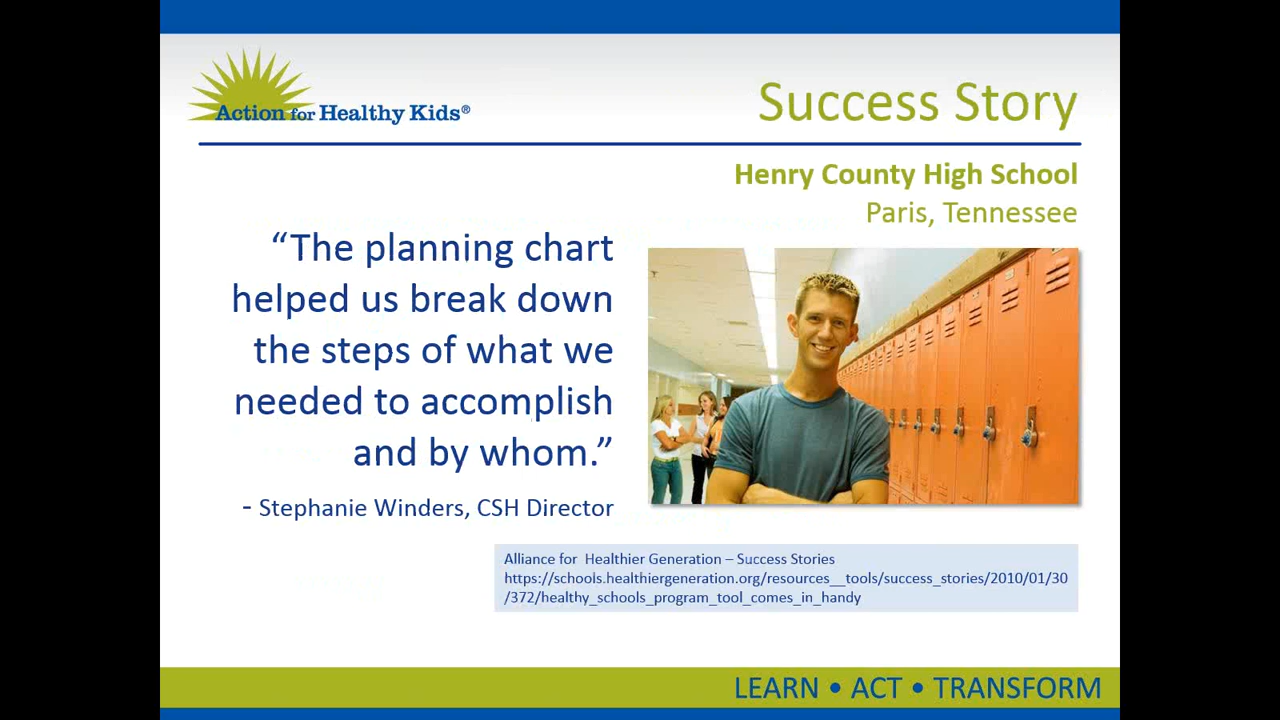 Action for Healthy Kids®
Success Story
Henry County High School
Paris, Tennessee
“The planning chart
helped us break down
the steps of what we
needed to accomplish
and by whom.”
- Stephanie Winders, CSH Director
Alliance for Healthier Generation – Success Stories
https://schools.healthiergeneration.org/resources__tools/success_stories/2010/01/30
/372/healthy_schools_program_tool_comes_in_handy
LEARN • ACT • TRANSFORM